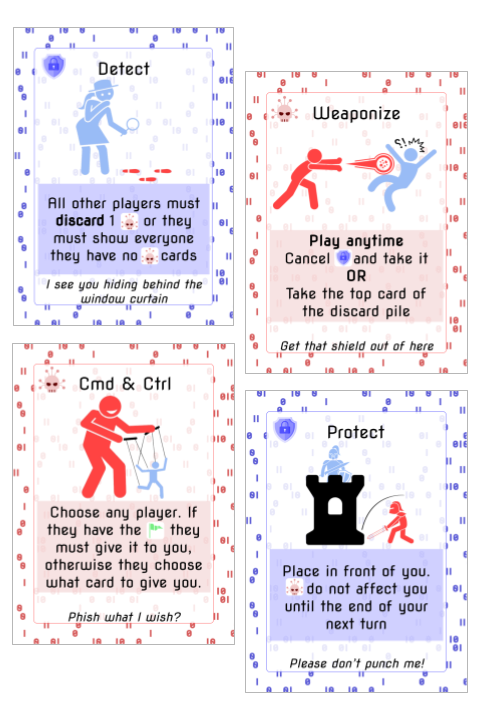 Detect
All other players must
discard 1 or they
must show everyone
they have no cards
I see you hiding behind the
window curtain
Weaponize
S!&MM
Play anytime
Cancel and take it
OR
Take the top card of
the discard pile
Get that shield out of here
Cmd & Ctrl
Choose any player. If
they have the they
must give it to you,
otherwise they choose
what card to give you.
Phish what I wish?
Protect
Place in front of you.
do not affect you
until the end of your
next turn
Please don't punch me!